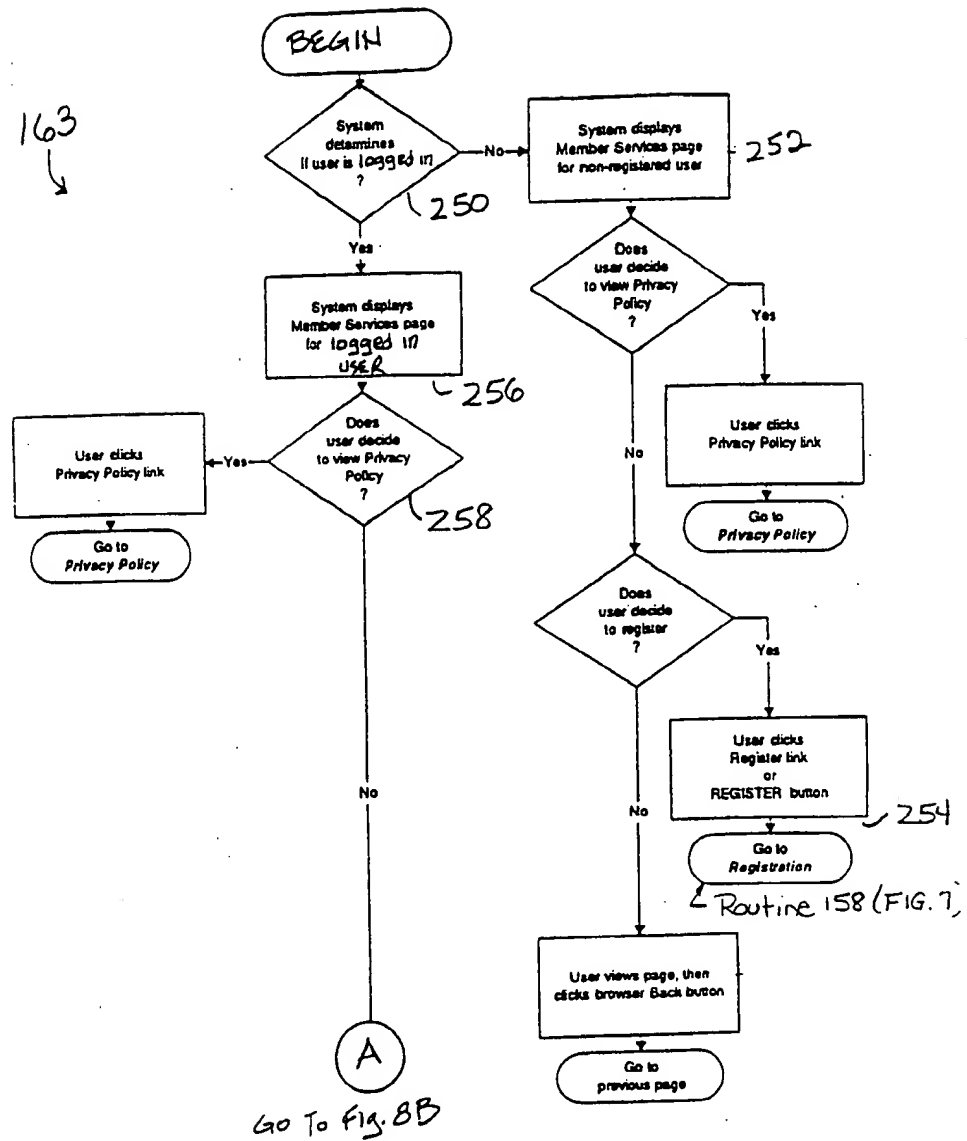 BEGIN
163
System
determines
if user is logged in
?
250
No
System displays
Member Services page
for non-registered user
252
Yes
System displays
Member Services page
for logged in
USER
256
Does
user decide
to view Privacy
Policy
?
Yes
User clicks
Privacy Policy link
Go to
Privacy Policy
No
Does
user decide
to view Privacy
Policy
?
258
Yes
User clicks
Privacy Policy link
Go to
Privacy Policy
No
Does
user decide
to register
?
Yes
User clicks
Register link
or
REGISTER button
254
Go to
Registration
Routine 158 (FIG. 7)
No
User views page, then
clicks browser Back button
Go to
previous page
A
GO TO Fig. 8B